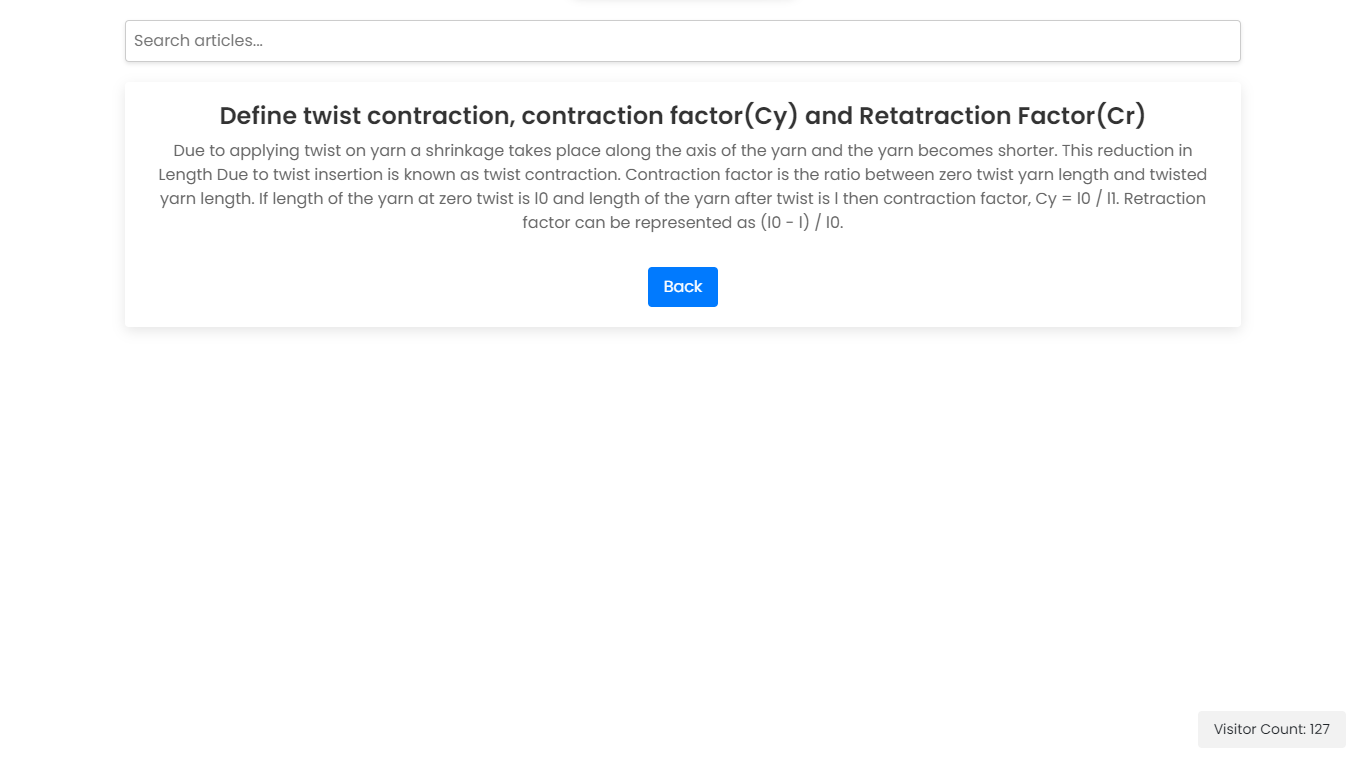 Search articles...
Define twist contraction, contraction factor(Cy) and Retatraction Factor(Cr)
Due to applying twist on yarn a shrinkage takes place along the axis of the yarn and the yarn becomes shorter. This reduction in
Length Due to twist insertion is known as twist contraction. Contraction factor is the ratio between zero twist yarn length and twisted
yarn length. If length of the yarn at zero twist is l0 and length of the yarn after twist is l then contraction factor, Cy = l0 / l1. Retraction
factor can be represented as (l0 - l) / l0.
Back
Visitor Count: 127